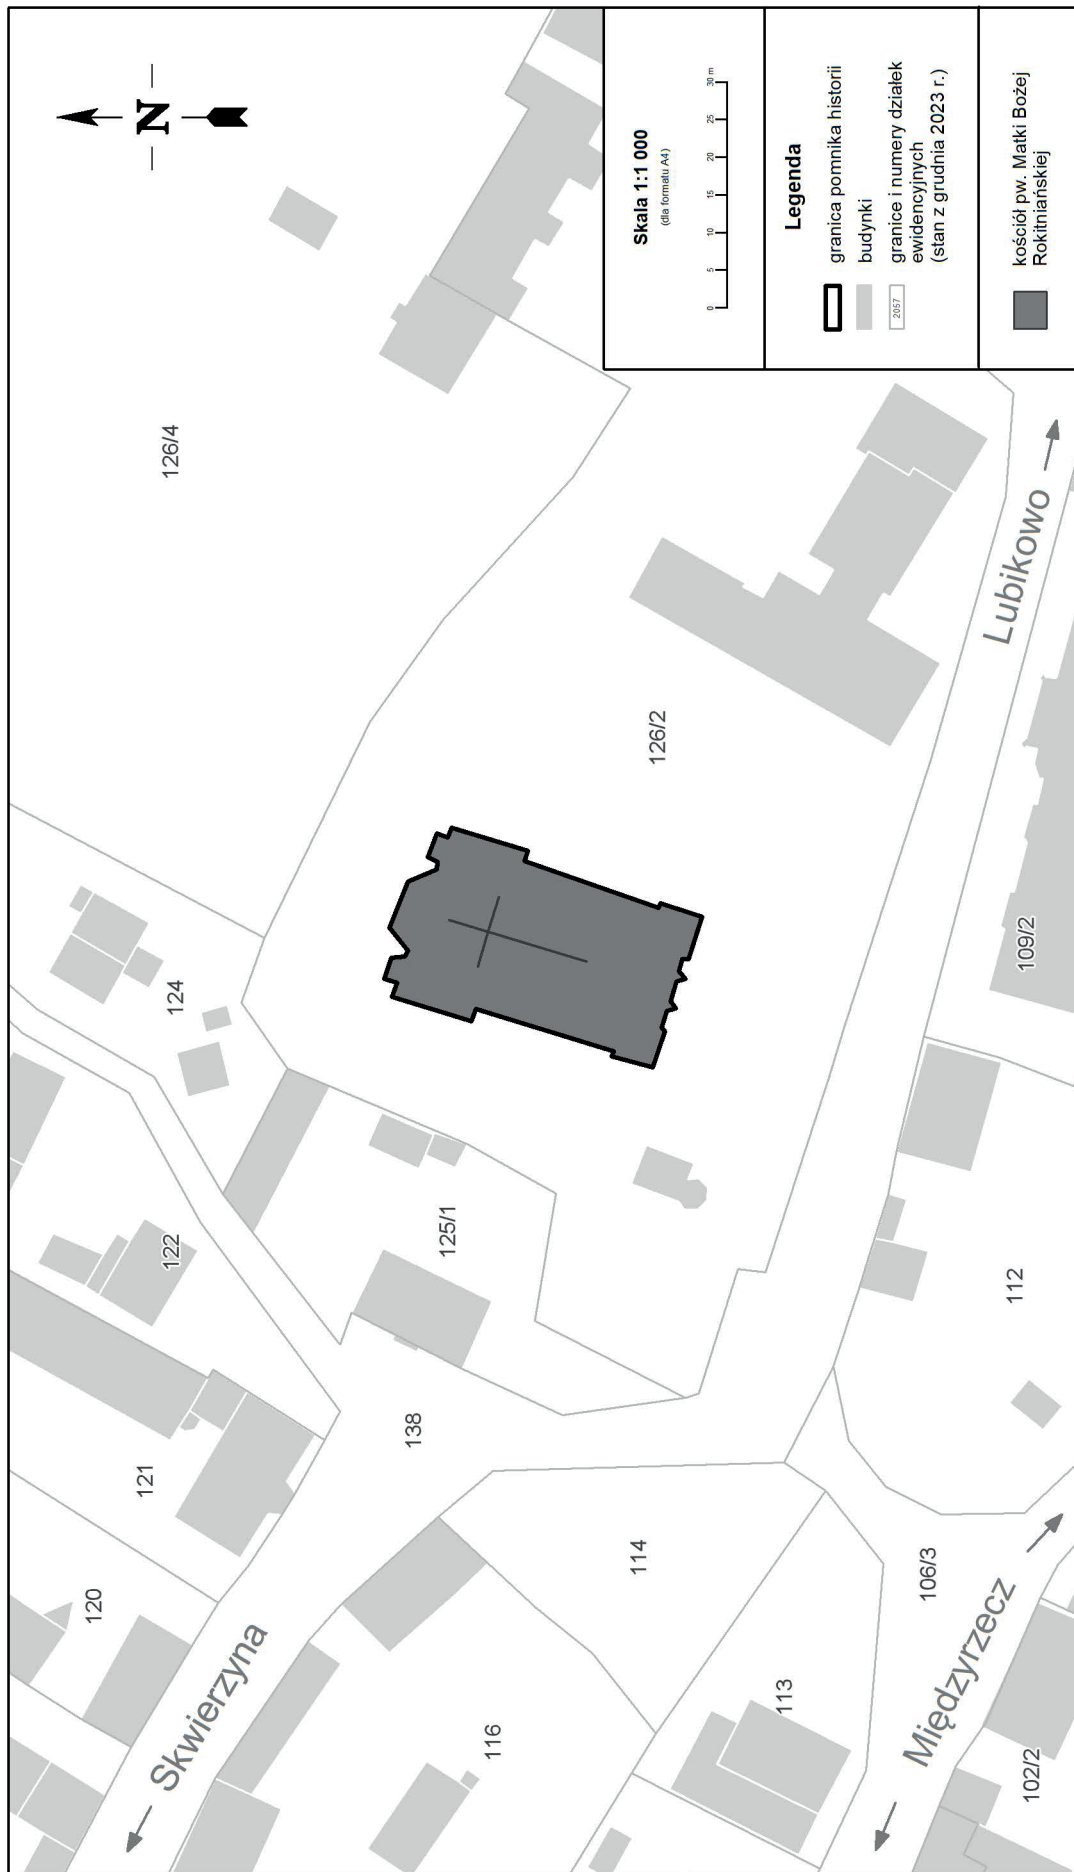 N
126/4
124
122
121
120
125/1
138
126/2
114
116
113
106/3
102/2
112
109/2
Skwierzyna
Międzyrzecz
Lubikowo
Skala 1:1 000
(dla formatu A4)
0 5 10 15 20 25 30 m
Legenda
granica pomnika historii
budynki
2057
granice i numery działek
ewidencyjnych
(stan z grudnia 2023 r.)
kościół pw. Matki Bożej
Rokitniańskiej